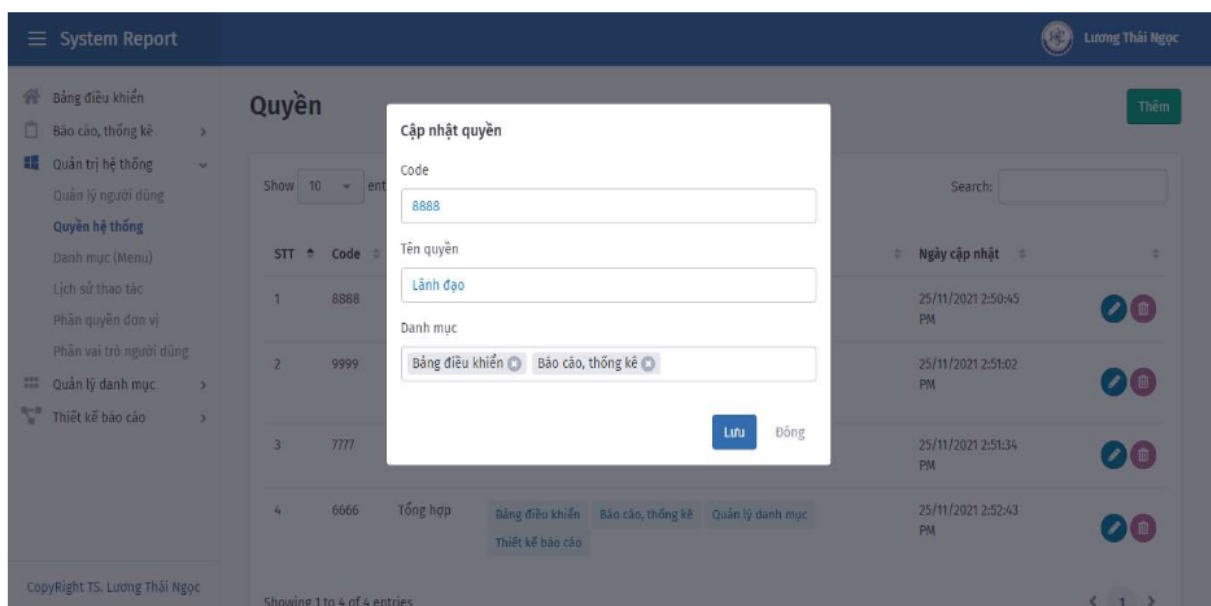 System Report
Lương Thái Ngọc
Bảng điều khiển
Báo cáo, thống kê
Quản trị hệ thống
Quản lý người dùng
Quyền hệ thống
Danh mục (Menu)
Lịch sử thao tác
Phân quyền đơn vị
Phân vai trò người dùng
Quản lý danh mục
Thiết kế báo cáo
CopyRight TS. Lương Thái Ngọc
Quyền
Thêm
Show 10 ent
Search:
STT Code Ngày cập nhật
1 8888 25/11/2021 2:50:45
PM
2 9999 25/11/2021 2:51:02
PM
3 7777 25/11/2021 2:51:34
PM
4 6666 Tổng hợp Bảng điều khiển Báo cáo, thống kê Quản lý danh mục 25/11/2021 2:52:43
Thiết kế báo cáo PM
Showing 1 to 4 of 4 entries
1
Cập nhật quyền
Code
8888
Tên quyền
Lãnh đạo
Danh mục
Bảng điều khiển Báo cáo, thống kê
Lưu Đóng